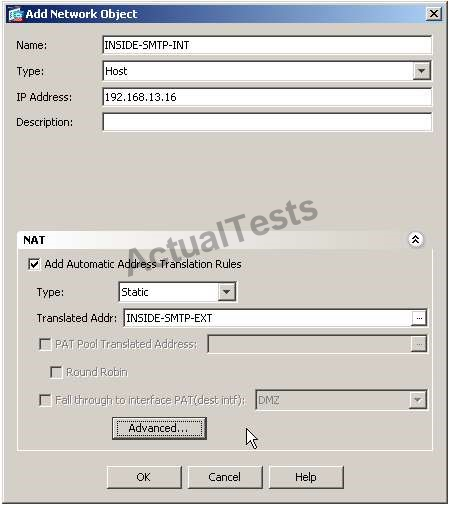 Add Network Object
Name: INSIDE-SMTP-INT
Type: Host
IP Address: 192.168.13.16
Description:
ActualTests
NAT
Add Automatic Address Translation Rules
Type: Static
Translated Addr: INSIDE-SMTP-EXT ...
PAT Pool Translated Address: ...
Round Robin
Fall through to interface PAT(dest intf): DMZ
Advanced...
OK Cancel Help